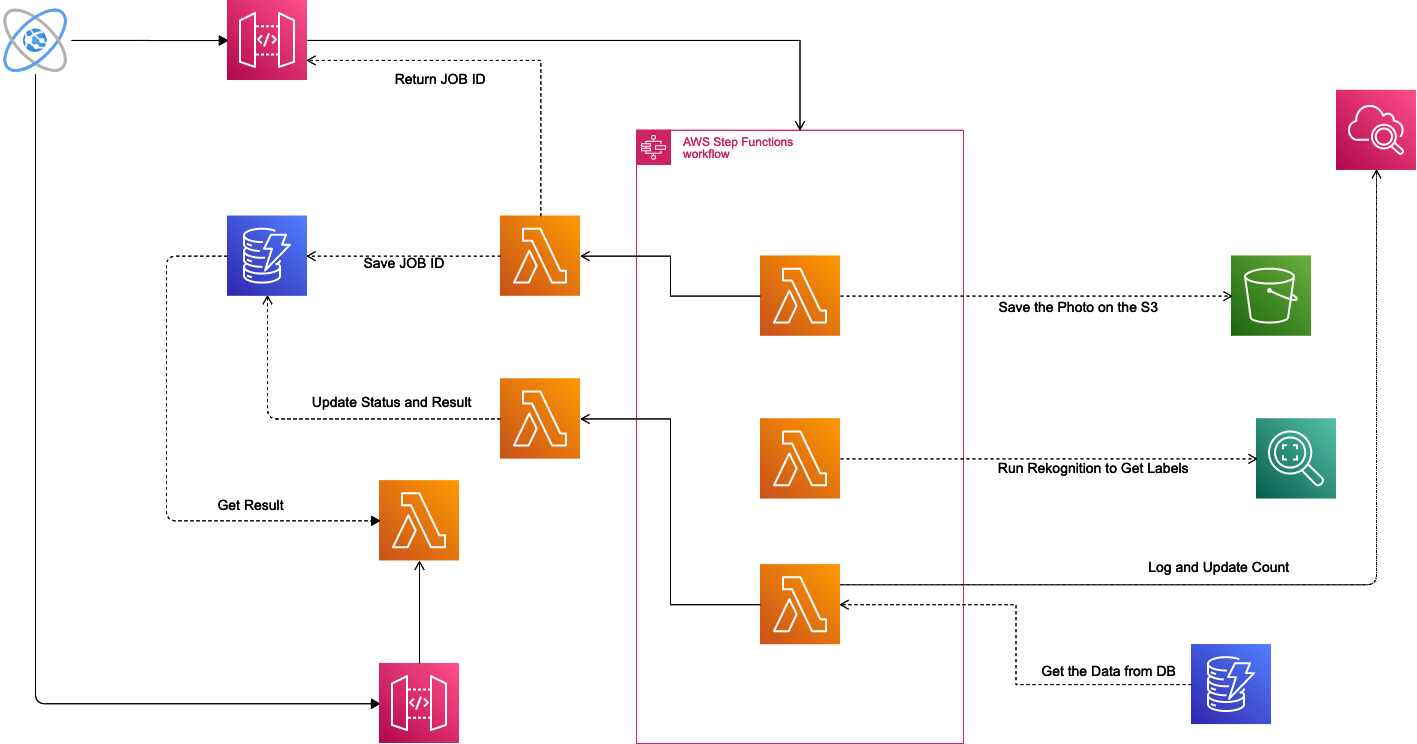 Return JOB ID
AWS Step Functions
workflow
Save JOB ID
Save the Photo on the S3
Update Status and Result
Run Rekognition to Get Labels
Get Result
Log and Update Count
Get the Data from DB